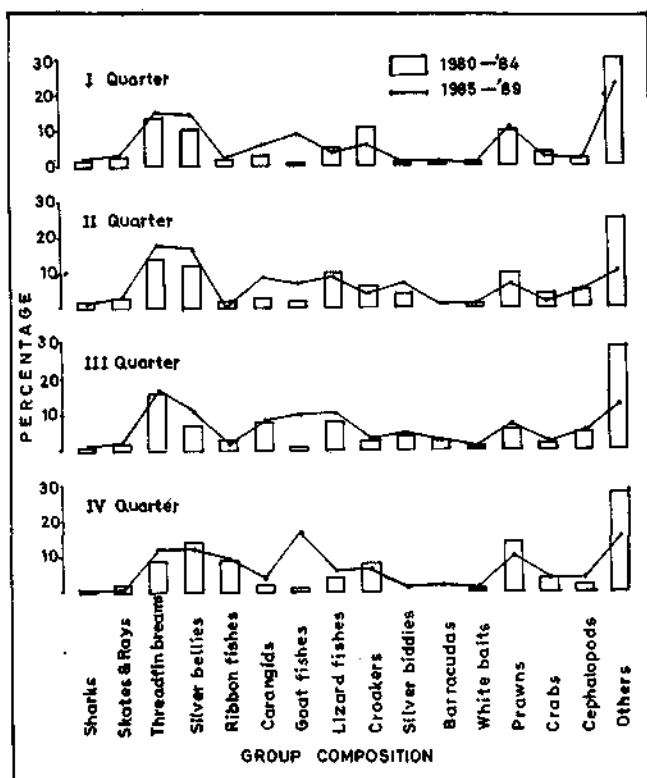 30
20
10
0
I Quarter
1980—'84
1985—'89
30
20
10
II Quarter
30
20
10
III Quarter
30
20
10
IV Quarter
PERCENTAGE
Sharks
Skates & Rays
Threadfin breams
Silver bellies
Ribbon fishes
Carangids
Goat fishes
Lizard fishes
Croakers
Silver biddies
Barracudas
White baits
Prawns
Crabs
Cephalopods
Others
GROUP COMPOSITION